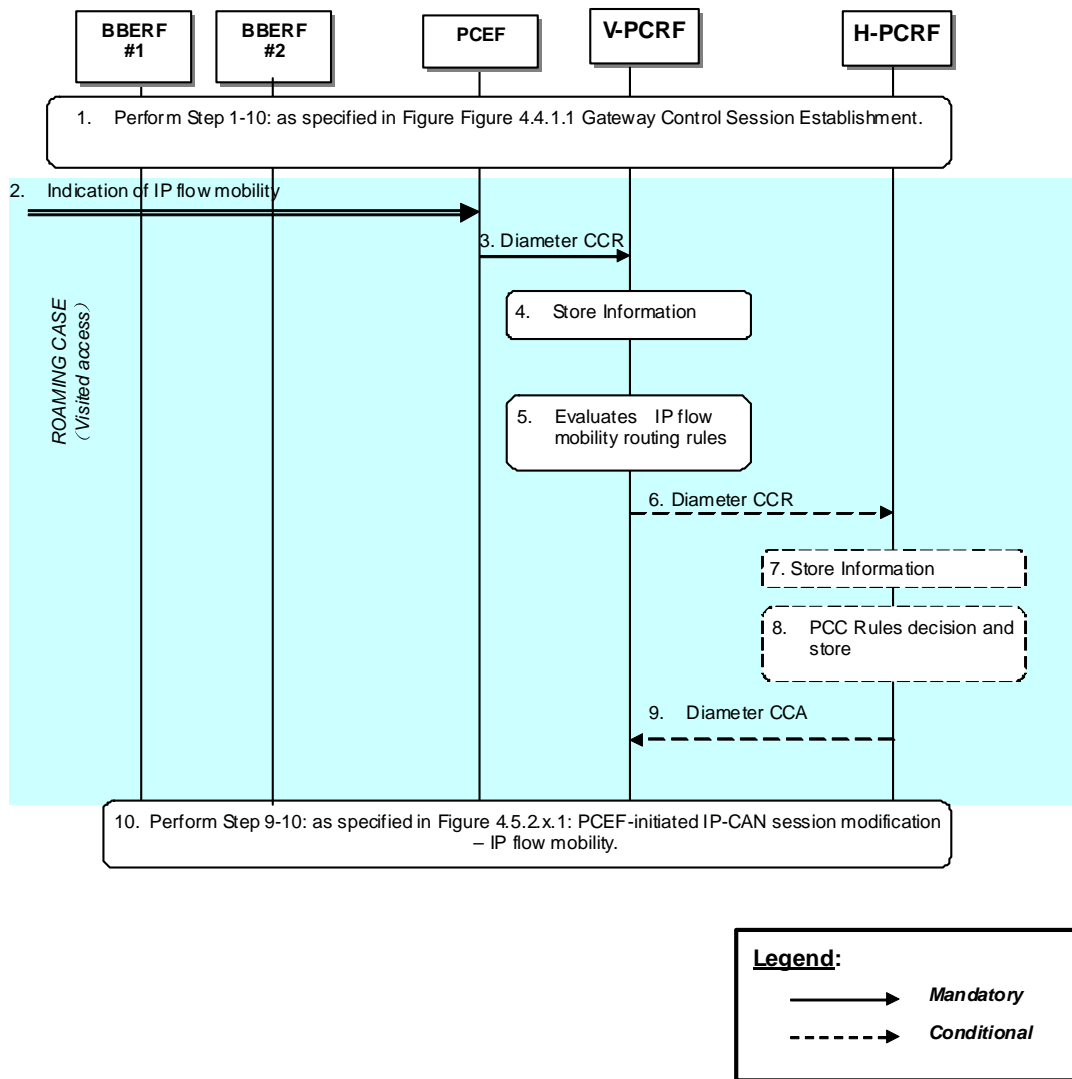 BBERF
#1
BBERF
#2
PCEF
V-PCRF
H-PCRF
1. Perform Step 1-10: as specified in Figure Figure 4.4.1.1 Gateway Control Session Establishment.
2. Indication of IP flow mobility
3. Diameter CCR
ROAMING CASE
(Visited access)
4. Store Information
5. Evaluates IP flow
mobility routing rules
6. Diameter CCR
7. Store Information
8. PCC Rules decision and
store
9. Diameter CCA
10. Perform Step 9-10: as specified in Figure 4.5.2.x.1: PCEF-initiated IP-CAN session modification
– IP flow mobility.
Legend:
Mandatory
Conditional